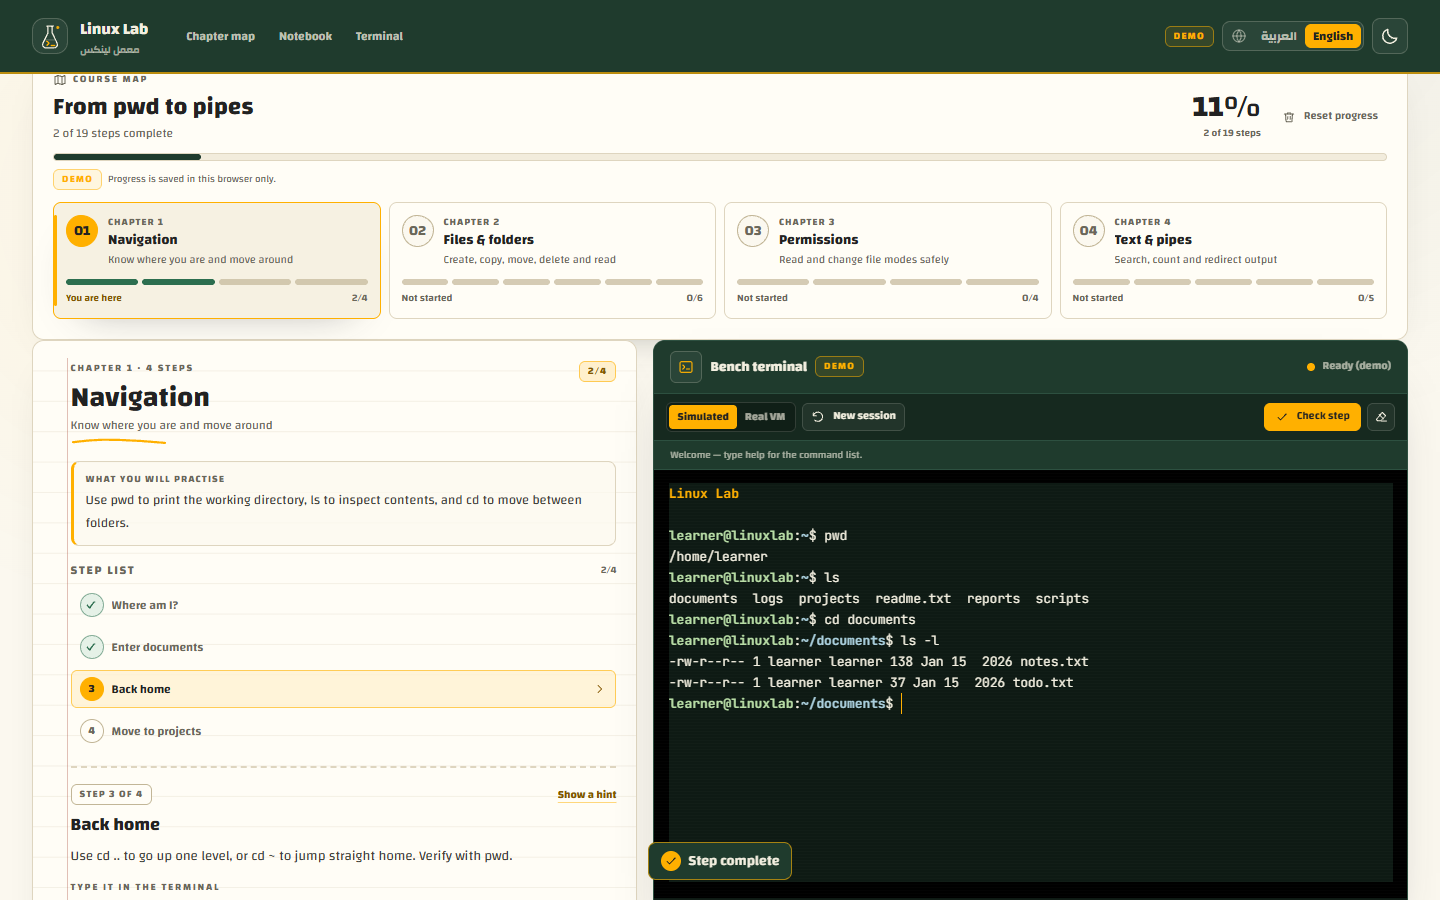 Linux Lab
معمل لينكس
Chapter map
Notebook
Terminal
DEMO
العربية
English
COURSE MAP
From pwd to pipes
2 of 19 steps complete
11%
2 of 19 steps
Reset progress
DEMO
Progress is saved in this browser only.
01
CHAPTER 1
Navigation
Know where you are and move around
You are here
2/4
02
CHAPTER 2
Files & folders
Create, copy, move, delete and read
Not started
0/6
03
CHAPTER 3
Permissions
Read and change file modes safely
Not started
0/4
04
CHAPTER 4
Text & pipes
Search, count and redirect output
Not started
0/5
CHAPTER 1 · 4 STEPS
2/4
Navigation
Know where you are and move around
WHAT YOU WILL PRACTISE
Use pwd to print the working directory, ls to inspect contents, and cd to move between
folders.
STEP LIST
2/4
Where am I?
Enter documents
3
Back home
4
Move to projects
STEP 3 OF 4
Show a hint
Back home
Use cd .. to go up one level, or cd ~ to jump straight home. Verify with pwd.
TYPE IT IN THE TERMINAL
Bench terminal
DEMO
Ready (demo)
Simulated
Real VM
New session
Check step
Welcome — type help for the command list.
Linux Lab
learner@linuxlab:~$ pwd
/home/learner
learner@linuxlab:~$ ls
documents  logs  projects  readme.txt  reports  scripts
learner@linuxlab:~$ cd documents
learner@linuxlab:~/documents$ ls -l
-rw-r--r-- 1 learner learner 138 Jan 15  2026 notes.txt
-rw-r--r-- 1 learner learner 37 Jan 15  2026 todo.txt
learner@linuxlab:~/documents$
Step complete